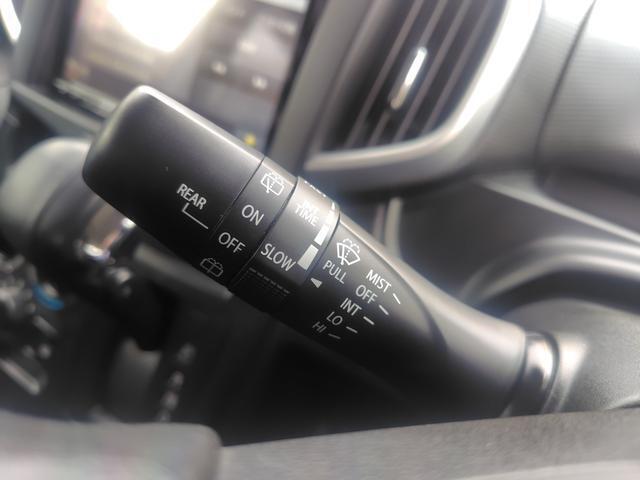 REAR
ON
OFF
TIME
SLOW
PULL
MIST
OFF
INT
LO
HI